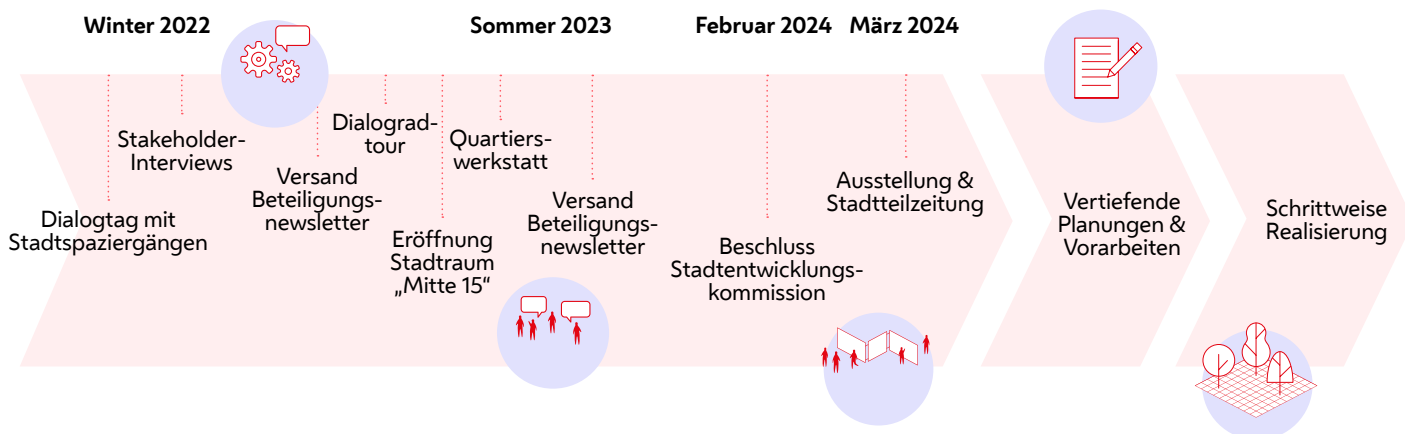 Winter 2022
Sommer 2023
Februar 2024
März 2024
Dialogtag mit
Stadtspaziergängen
Stakeholder-
Interviews
Versand
Beteiligungs-
newsletter
Dialograd-
tour
Eröffnung
Stadtraum
„Mitte 15“
Quartiers-
werkstatt
Versand
Beteiligungs-
newsletter
Beschluss
Stadtentwicklungs-
kommission
Ausstellung &
Stadtteilzeitung
Vertiefende
Planungen &
Vorarbeiten
Schrittweise
Realisierung